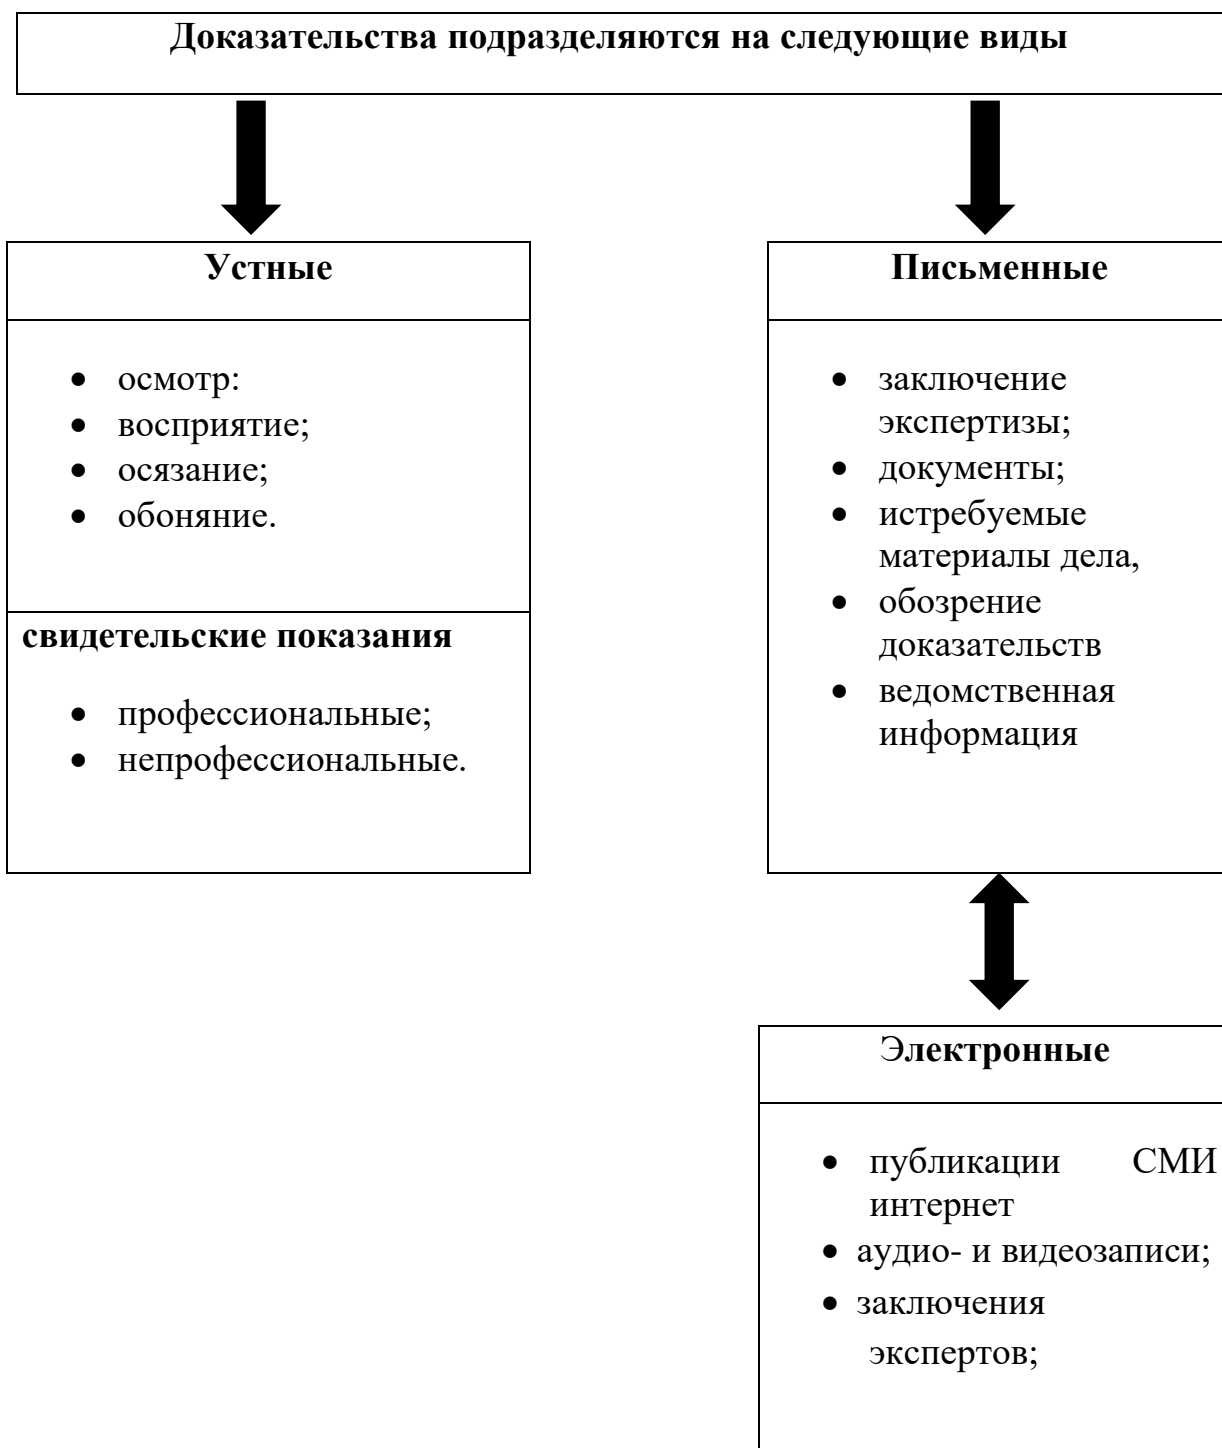 Доказательства подразделяются на следующие виды
Устные
• осмотр:
• восприятие;
• осязание;
• обоняние.
свидетельские показания
• профессиональные;
• непрофессиональные.
Письменные
• заключение
экспертизы;
• документы;
• истребуемые
материалы дела,
• обозрение
доказательств
• ведомственная
информация
Электронные
• публикации СМИ
интернет
• аудио- и видеозаписи;
• заключения
экспертов;